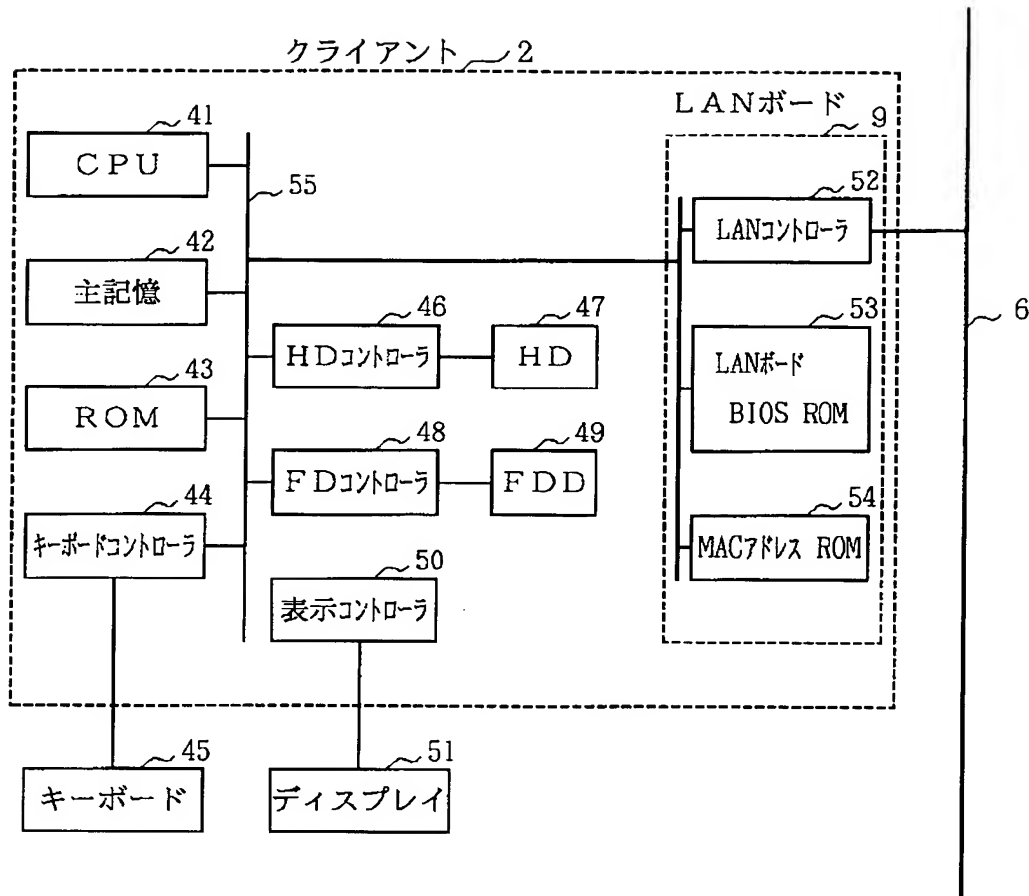 クライアント 2
LANボード
9
41
CPU
55
52
LANコントローラ
42
主記憶
6
46
HDコントローラ
47
HD
53
LANボード
BIOS ROM
43
ROM
48
FDコントローラ
49
FDD
44
キーボードコントローラ
54
MACアドレス ROM
50
表示コントローラ
45
キーボード
51
ディスプレイ